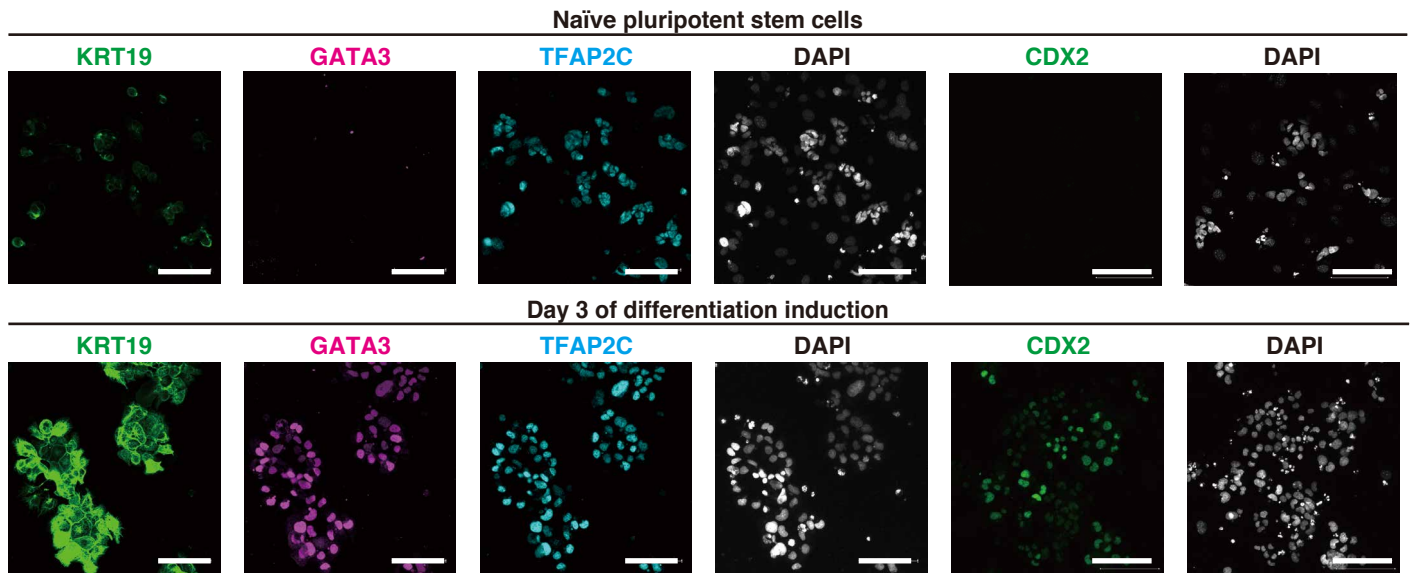 Naïve pluripotent stem cells
KRT19 GATA3 TFAP2C DAPI CDX2 DAPI
Day 3 of differentiation induction
KRT19 GATA3 TFAP2C DAPI CDX2 DAPI